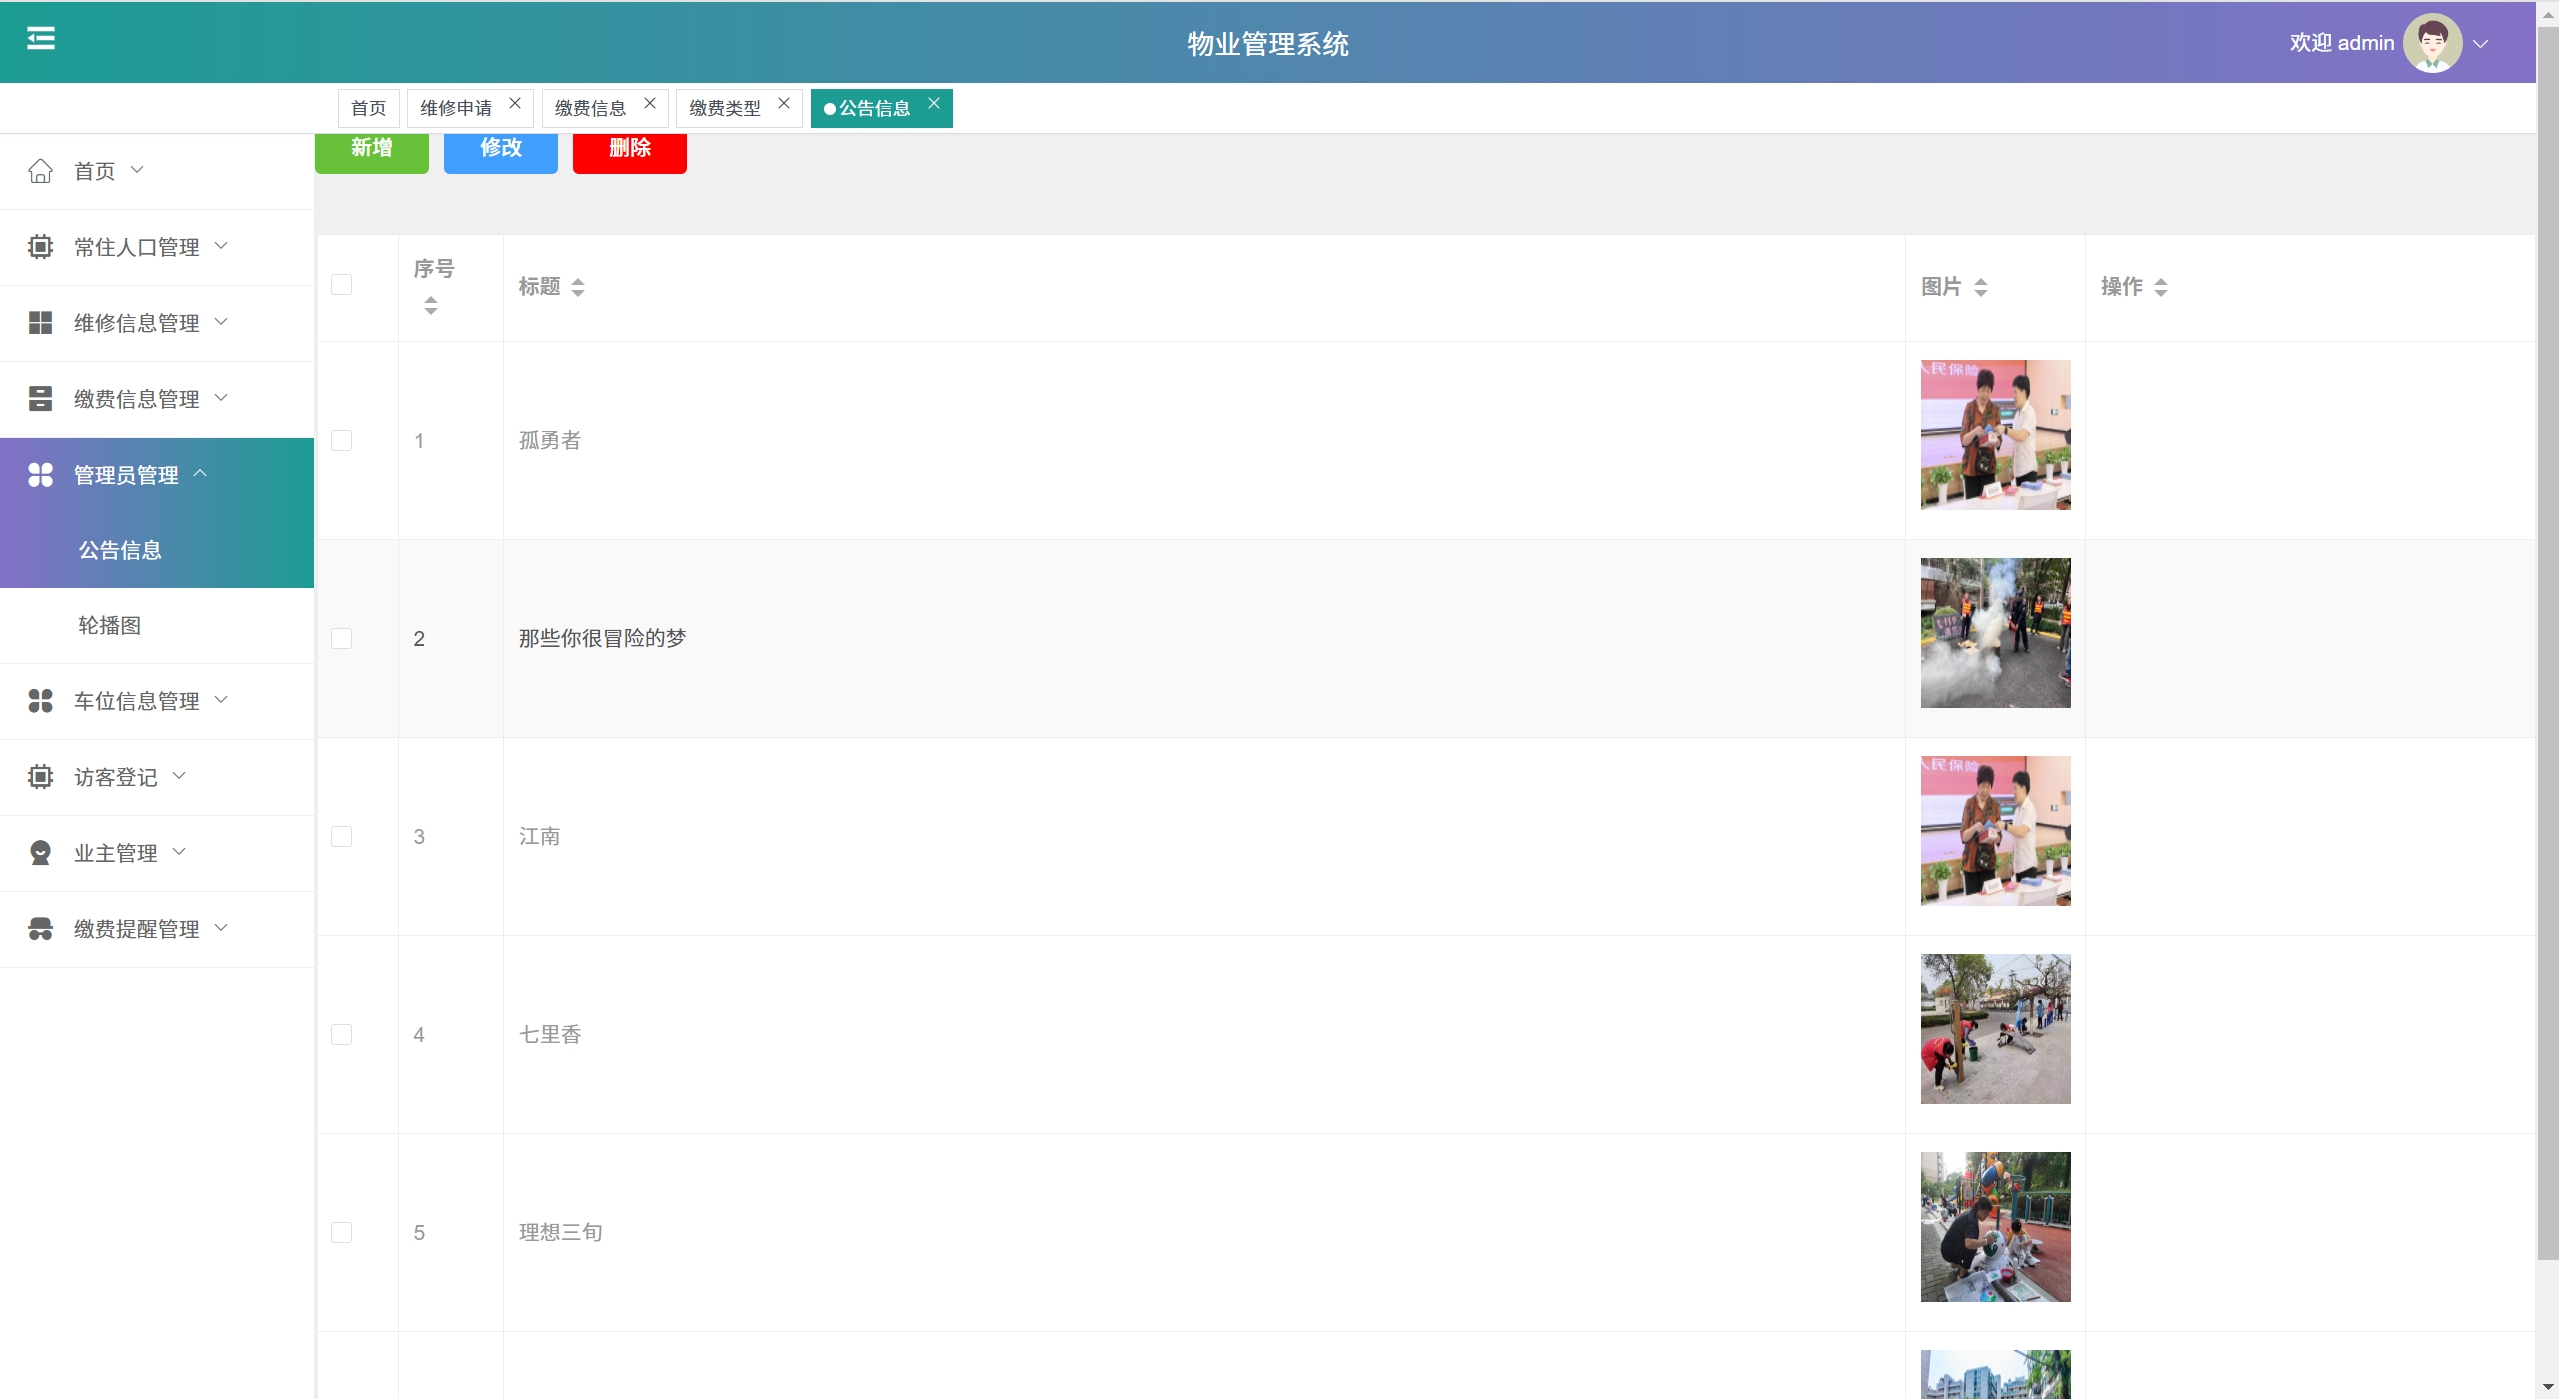 物业管理系统
欢迎 admin
首页
维修申请
缴费信息
缴费类型
公告信息
首页
常住人口管理
维修信息管理
缴费信息管理
管理员管理
公告信息
轮播图
车位信息管理
访客登记
业主管理
缴费提醒管理
新增 修改 删除
序号 标题 图片 操作
1 孤勇者
人民保险
2 那些你很冒险的梦
119
3 江南
人民保险
4 七里香
5 理想三旬